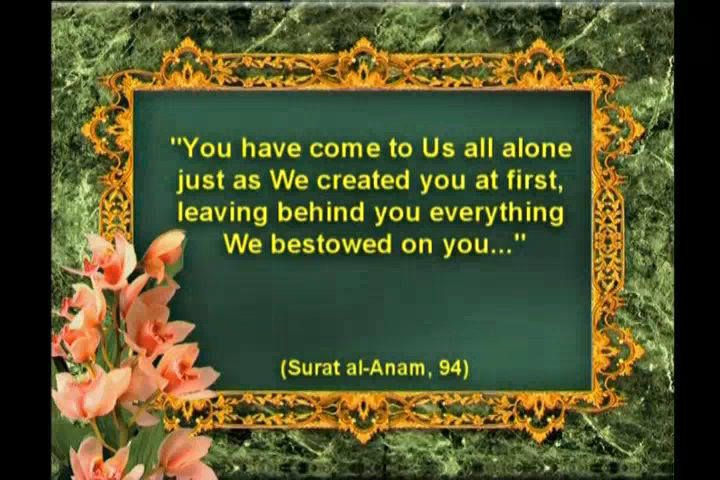 "You have come to Us all alone
just as We created you at first,
leaving behind you everything
We bestowed on you..."
(Surat al-Anam, 94)